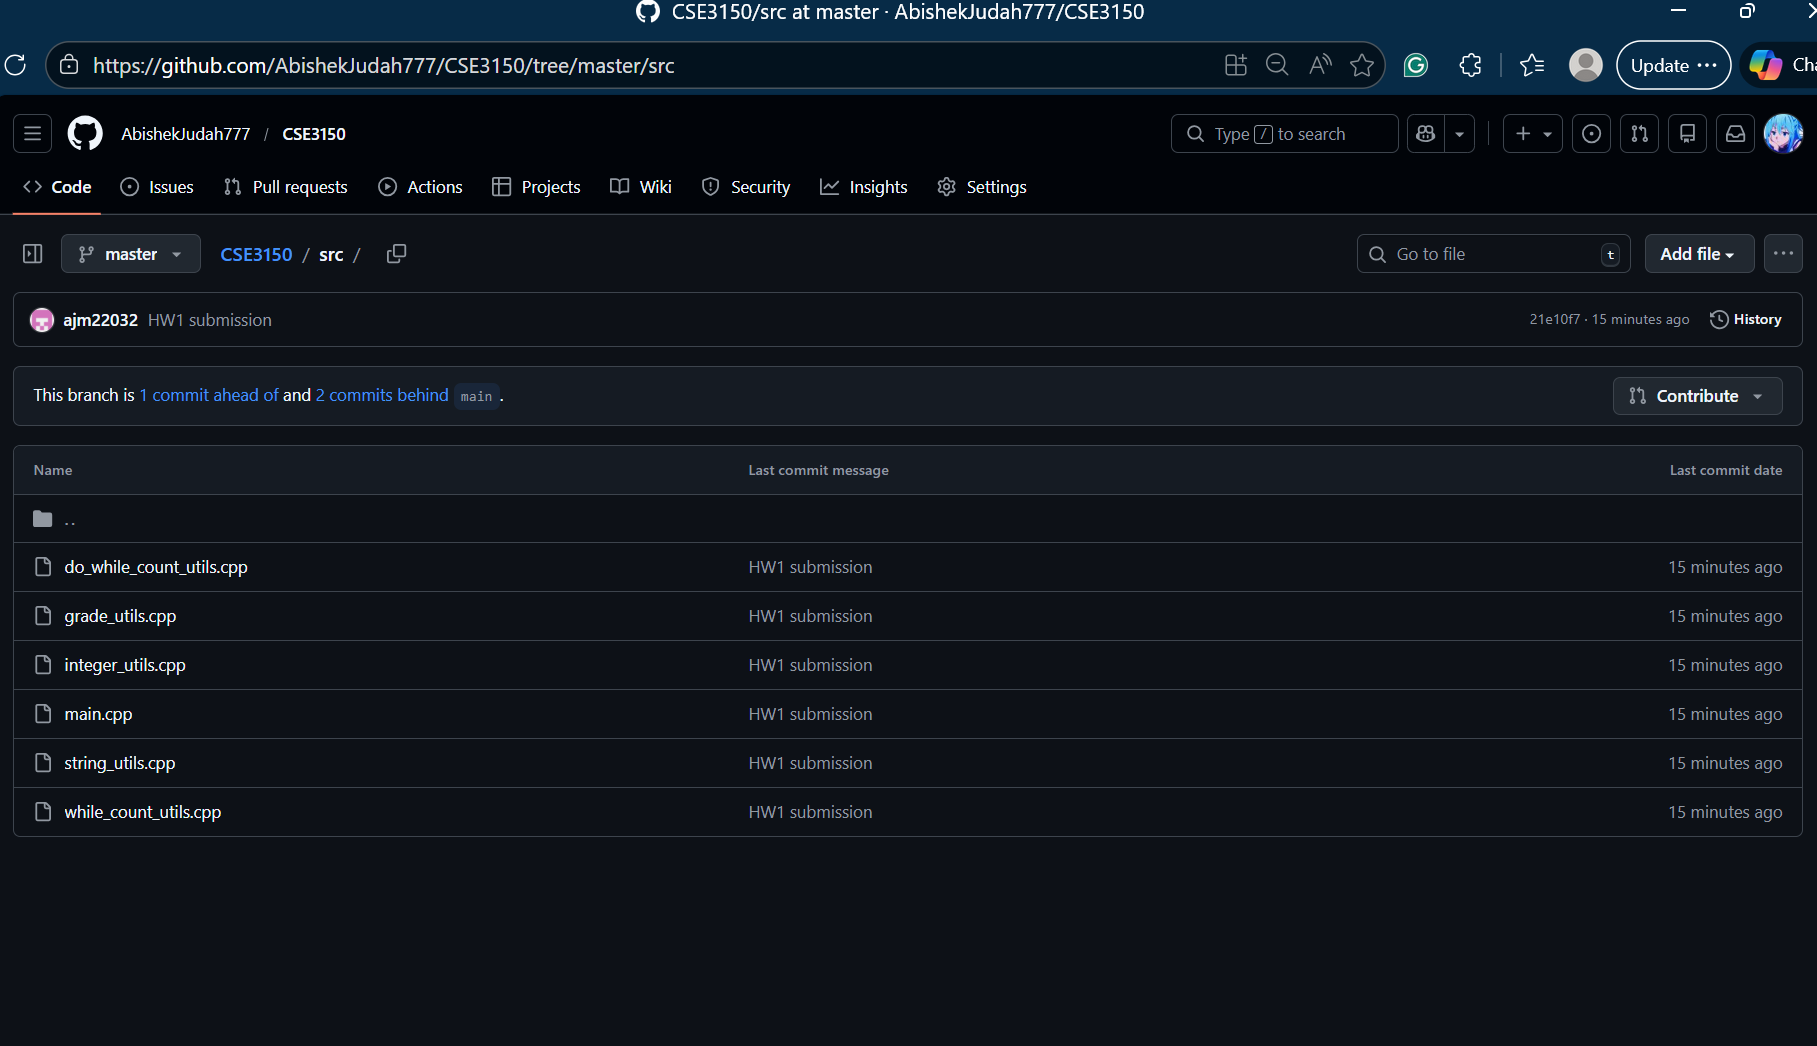 CSE3150/src at master · AbishekJudah777/CSE3150
https://github.com/AbishekJudah777/CSE3150/tree/master/src
Update
AbishekJudah777 / CSE3150
Type / to search
Code Issues Pull requests Actions Projects Wiki Security Insights Settings
master CSE3150 / src /
Go to file t Add file
ajm22032 HW1 submission 21e10f7 · 15 minutes ago History
This branch is 1 commit ahead of and 2 commits behind main .
Contribute
Name Last commit message Last commit date
..
do_while_count_utils.cpp HW1 submission 15 minutes ago
grade_utils.cpp HW1 submission 15 minutes ago
integer_utils.cpp HW1 submission 15 minutes ago
main.cpp HW1 submission 15 minutes ago
string_utils.cpp HW1 submission 15 minutes ago
while_count_utils.cpp HW1 submission 15 minutes ago